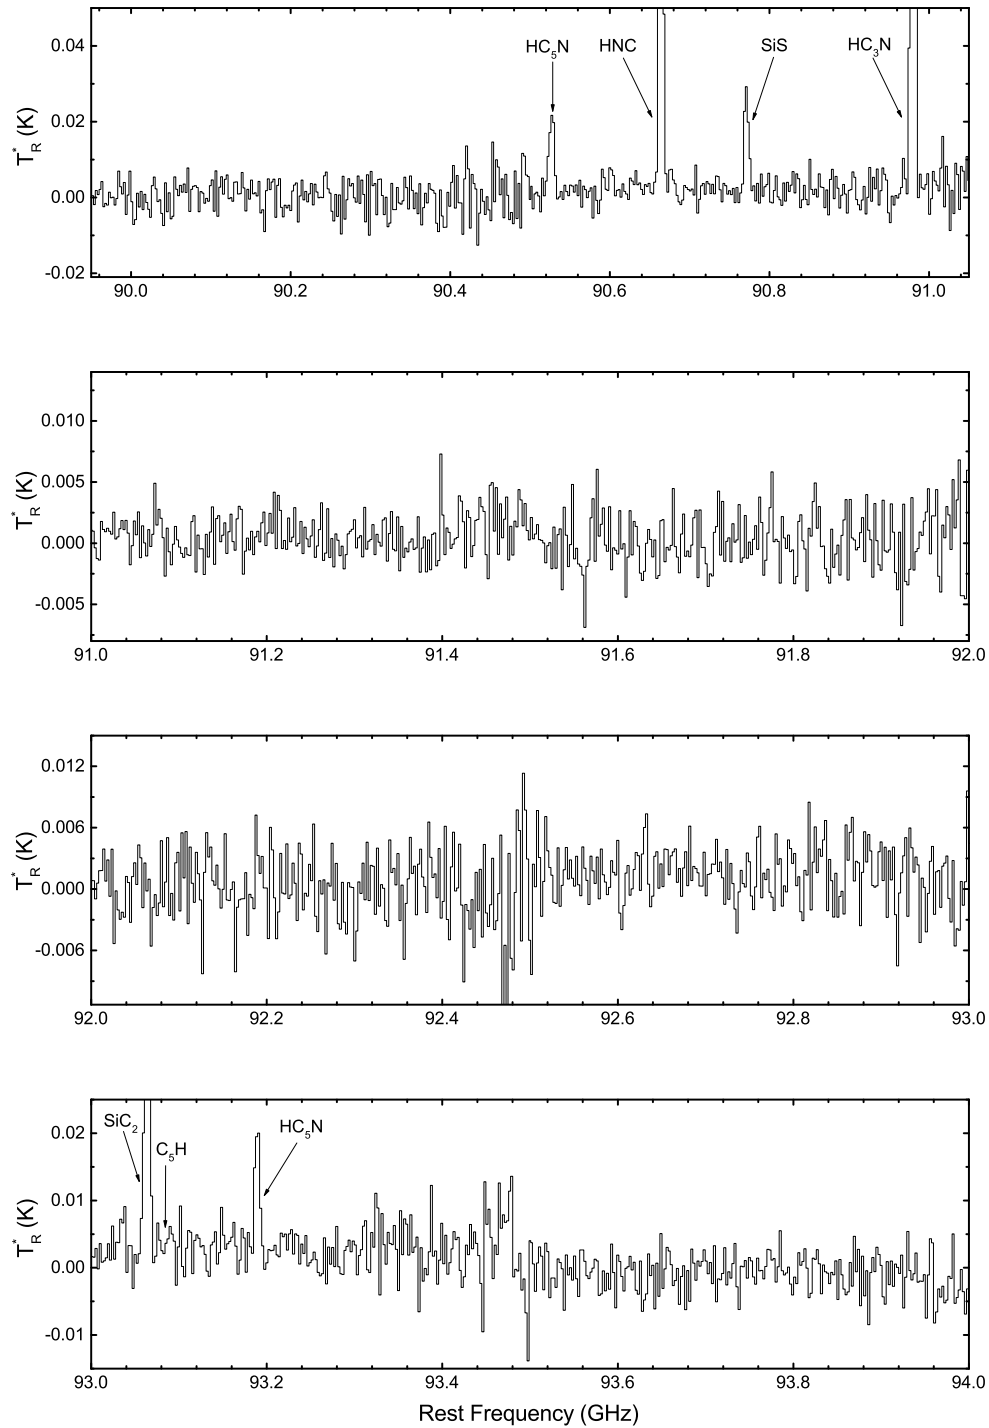 HC₅N HNC SiS HC₃N
T*R (K)
0.04
0.02
0.00
-0.02
90.0 90.2 90.4 90.6 90.8 91.0
T*R (K)
0.010
0.005
0.000
-0.005
91.0 91.2 91.4 91.6 91.8 92.0
T*R (K)
0.012
0.006
0.000
-0.006
92.0 92.2 92.4 92.6 92.8 93.0
SiC₂ C₅H HC₅N
T*R (K)
0.02
0.01
0.00
-0.01
93.0 93.2 93.4 93.6 93.8 94.0
Rest Frequency (GHz)